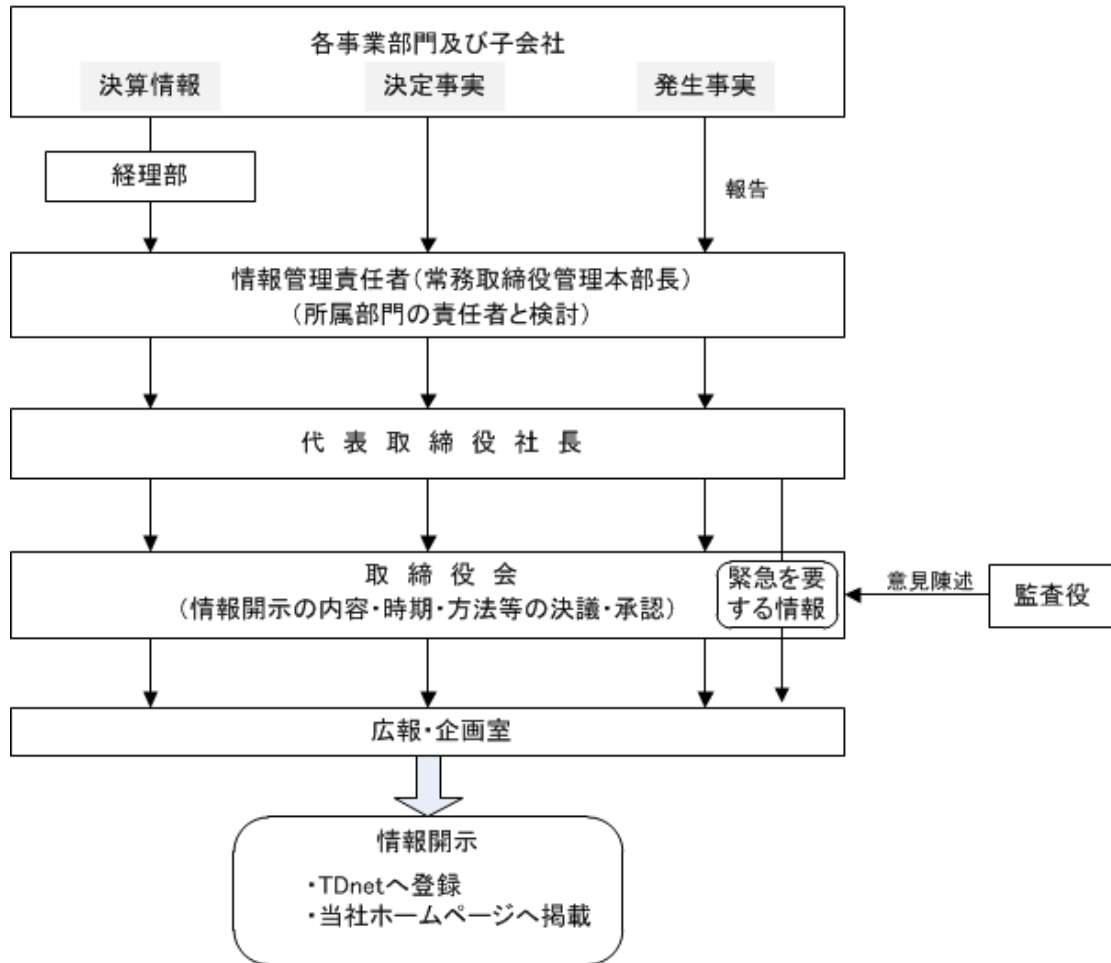 各事業部門及び子会社
決算情報
決定事実
発生事実
経理部
報告
情報管理責任者(常務取締役管理本部長)
(所属部門の責任者と検討)
代 表 取 締 役 社 長
取 締 役 会
(情報開示の内容・時期・方法等の決議・承認)
緊急を要
する情報
意見陳述
監査役
広報・企画室
情報開示
・TDnetへ登録
・当社ホームページへ掲載